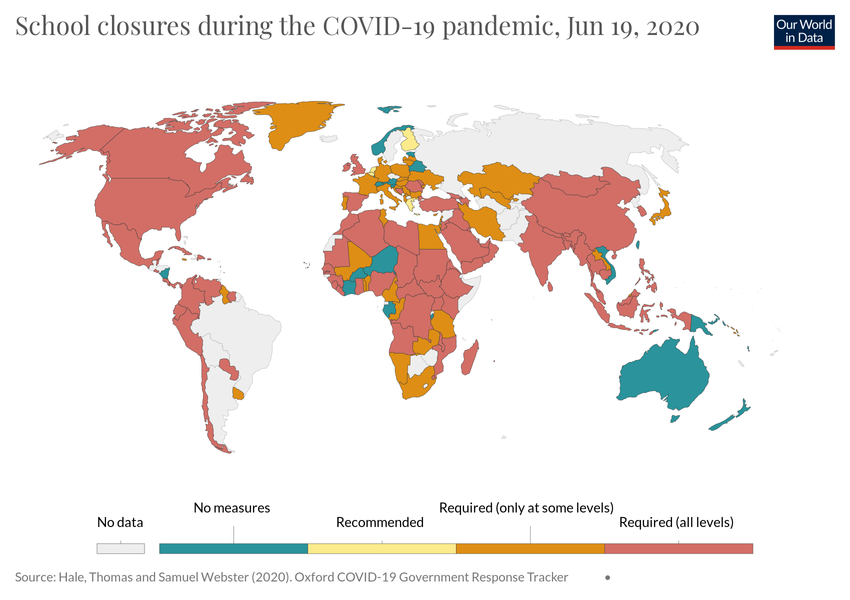 School closures during the COVID-19 pandemic, Jun 19, 2020
Our World
in Data
No data
No measures
Recommended
Required (only at some levels)
Required (all levels)
Source: Hale, Thomas and Samuel Webster (2020). Oxford COVID-19 Government Response Tracker •